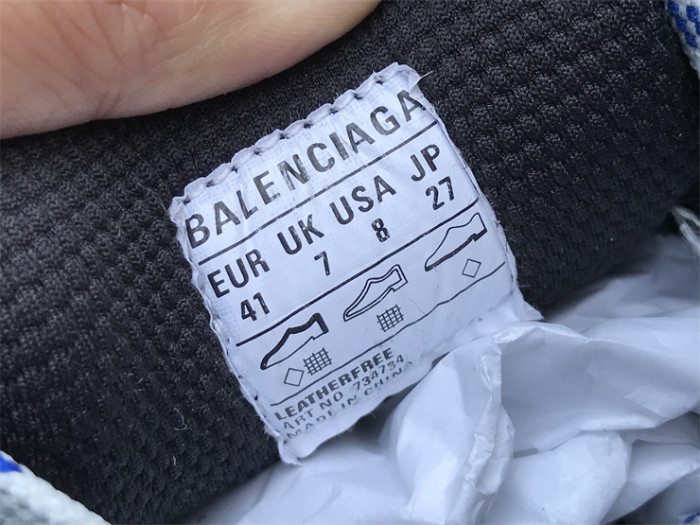 BALENCIAGA
EUR UK USA JP
41 7 8 27
LEATHERFREE
ART NO. 734734
MADE IN CHINA